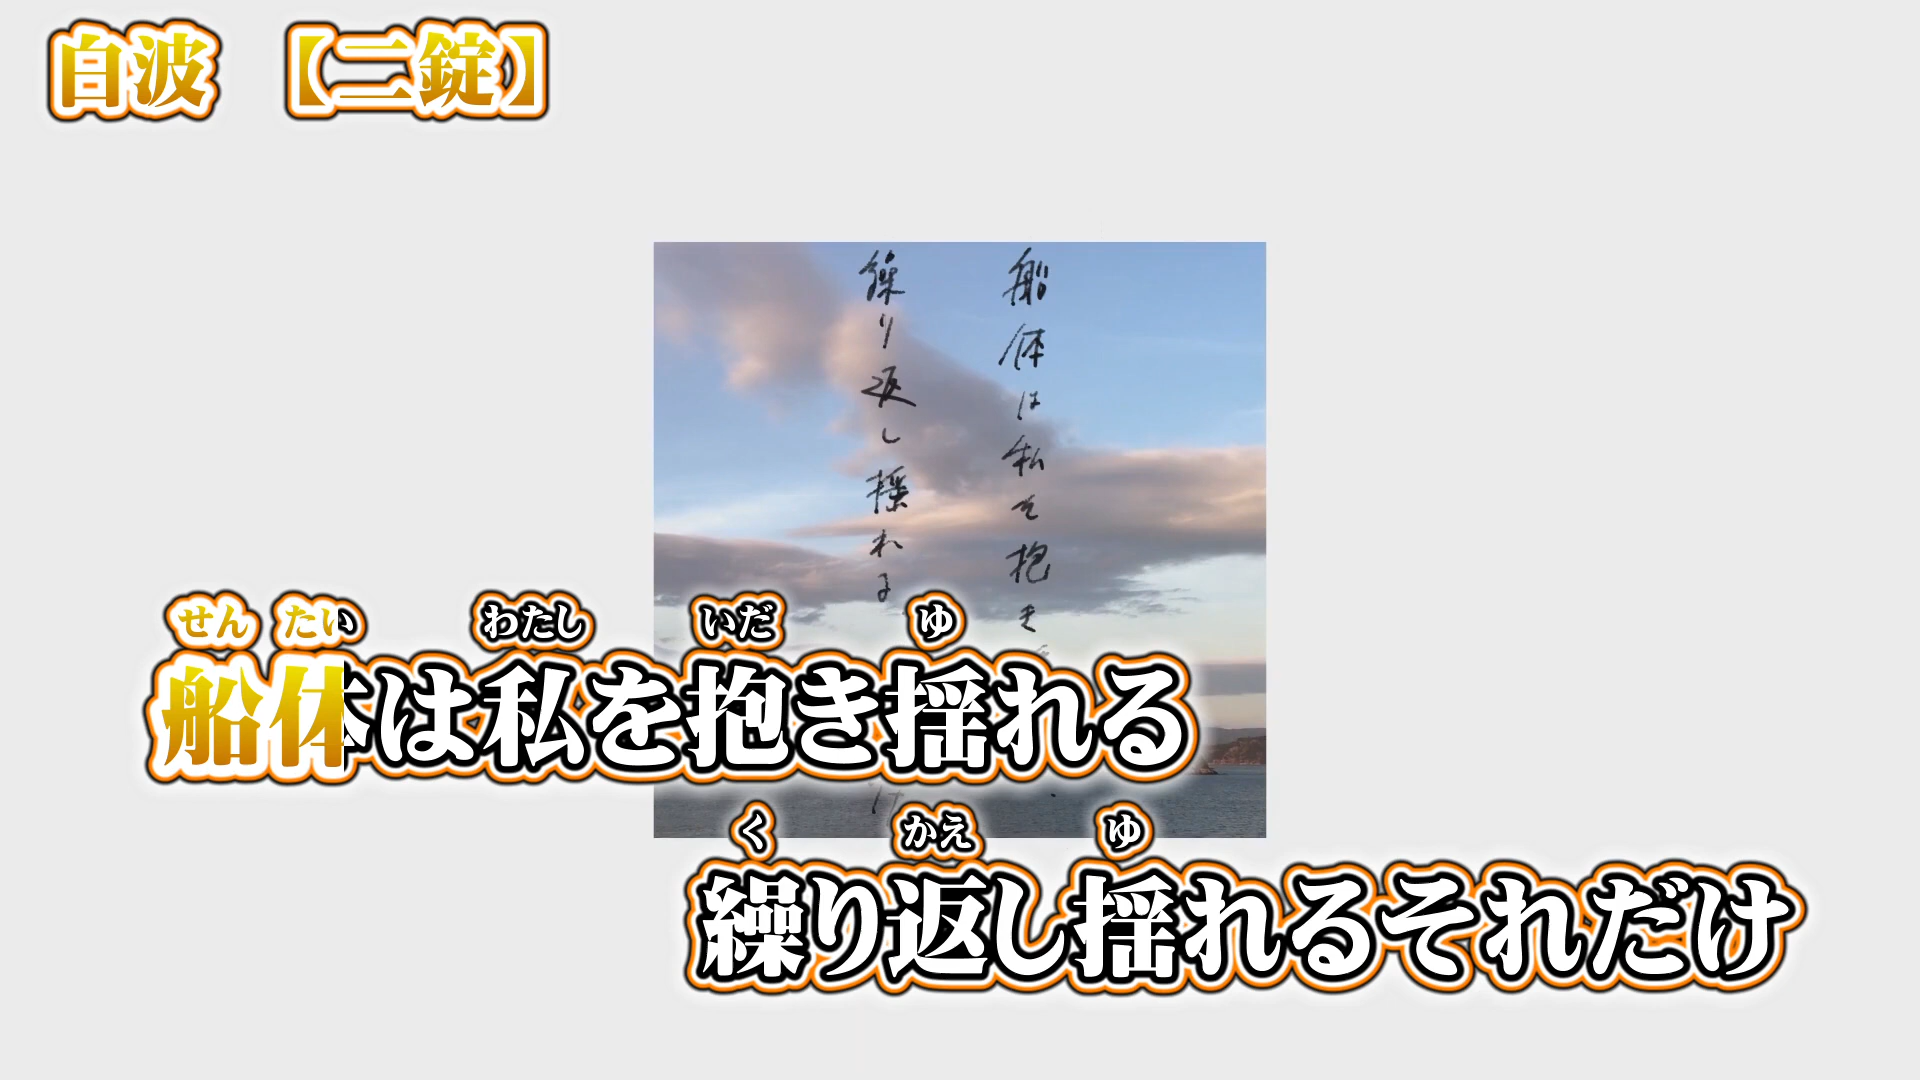 白波 【二錠】
船体は私を抱き
繰り返し揺れる
せん たい わたし いだ ゆ
船体は私を抱き揺れる
く かえ ゆ
繰り返し揺れるそれだけ